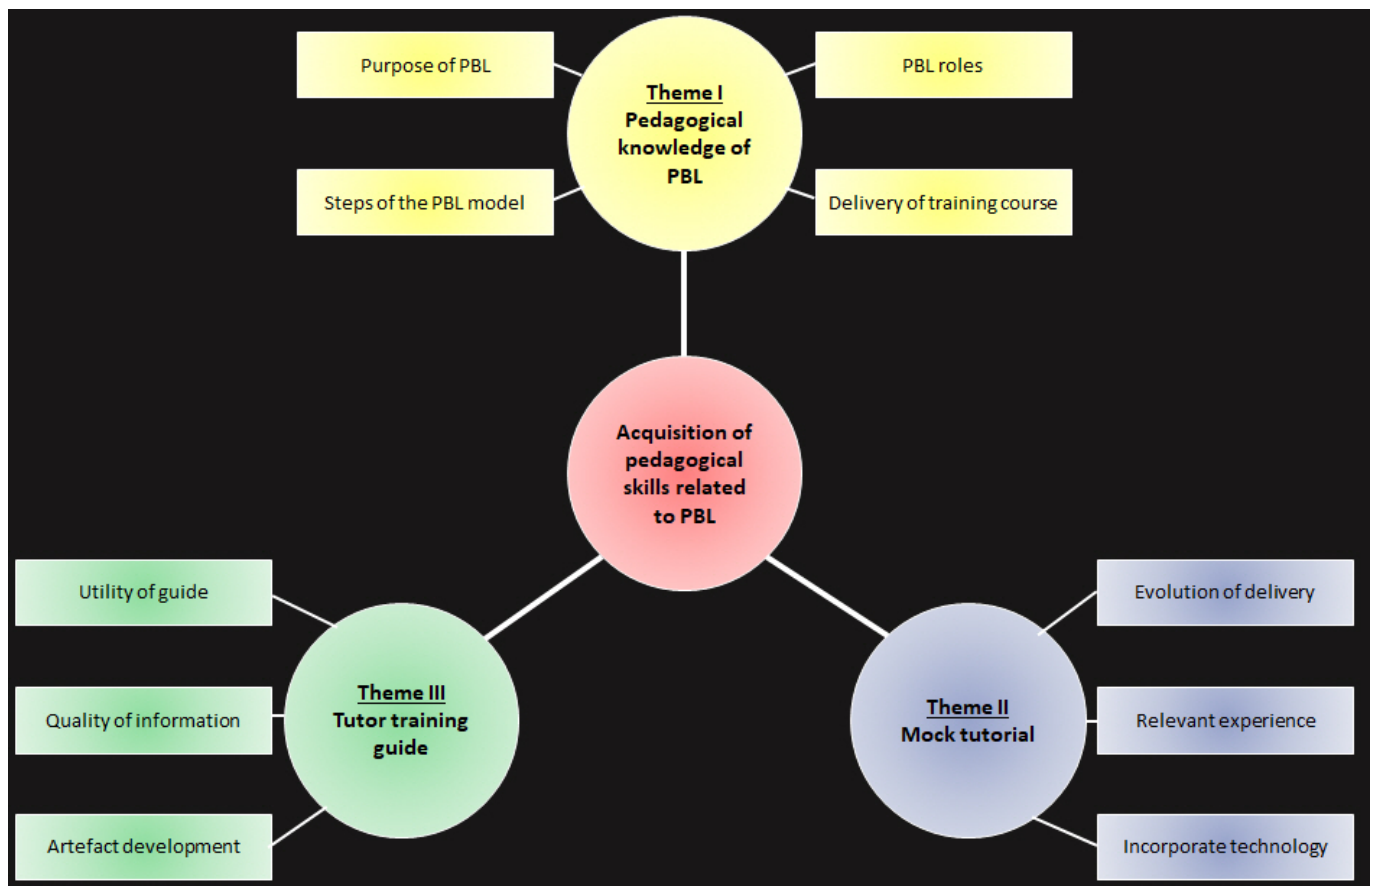 Purpose of PBL
PBL roles
Theme I
Pedagogical
knowledge of
PBL
Steps of the PBL model
Delivery of training course
Acquisition of
pedagogical
skills related
to PBL
Utility of guide
Quality of information
Artefact development
Theme III
Tutor training
guide
Theme II
Mock tutorial
Evolution of delivery
Relevant experience
Incorporate technology